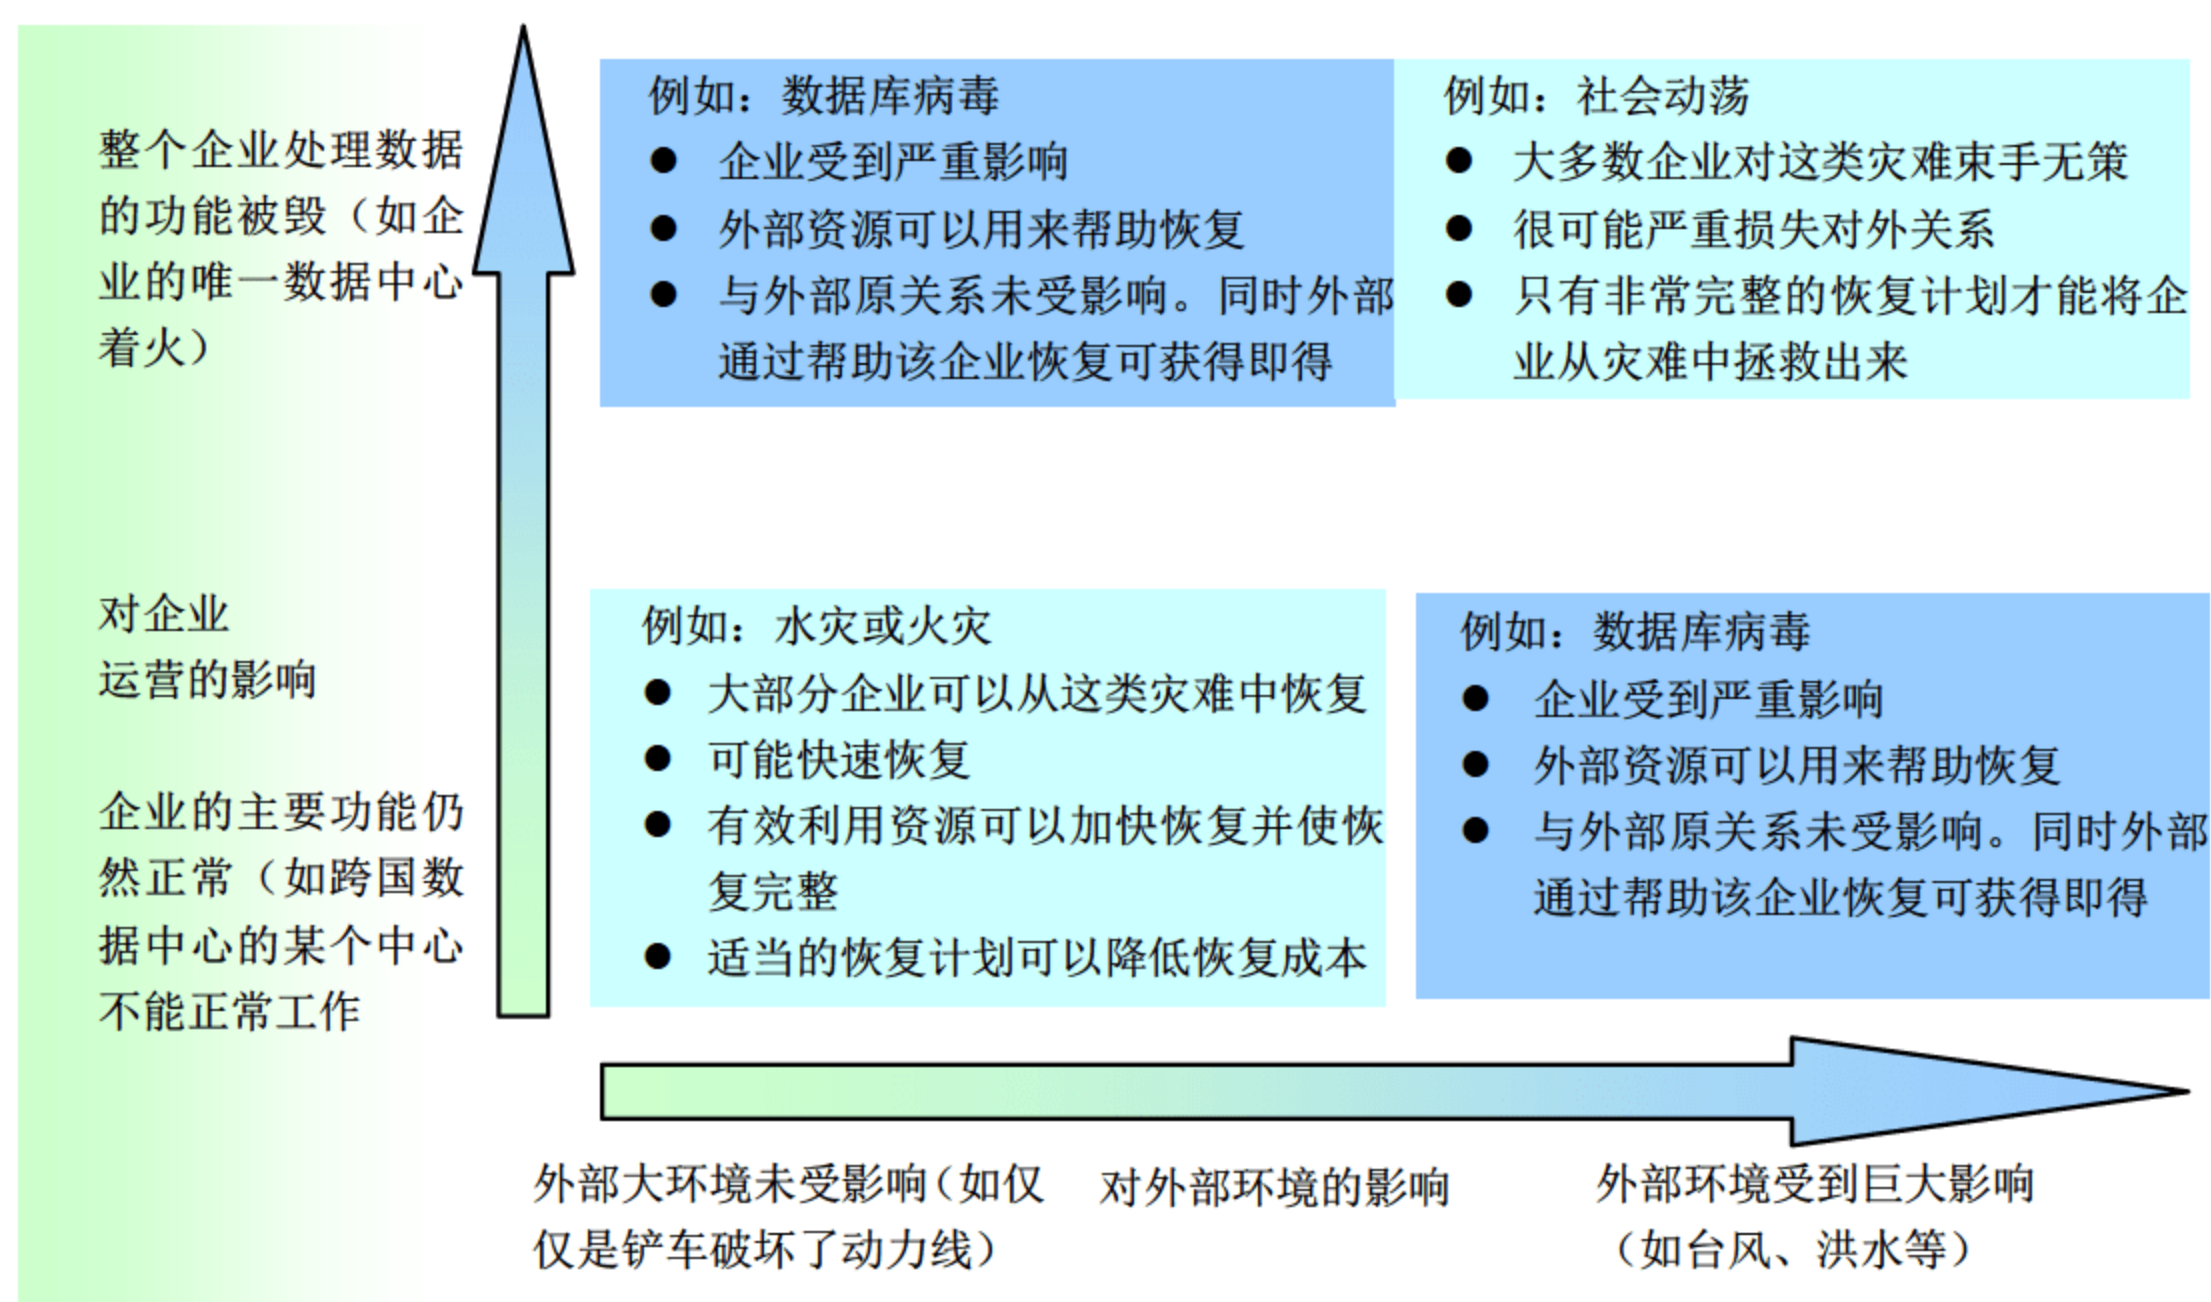 整个企业处理数据
的功能被毁（如企
业的唯一数据中心
着火）
对企业
运营的影响
企业的主要功能仍
然正常（如跨国数
据中心的某个中心
不能正常工作
例如：数据库病毒
● 企业受到严重影响
● 外部资源可以用来帮助恢复
● 与外部原关系未受影响。同时外部
通过帮助该企业恢复可获得即得
例如：社会动荡
● 大多数企业对这类灾难束手无策
● 很可能严重损失对外关系
● 只有非常完整的恢复计划才能将企
业从灾难中拯救出来
例如：水灾或火灾
● 大部分企业可以从这类灾难中恢复
● 可能快速恢复
● 有效利用资源可以加快恢复并使恢
复完整
● 适当的恢复计划可以降低恢复成本
例如：数据库病毒
● 企业受到严重影响
● 外部资源可以用来帮助恢复
● 与外部原关系未受影响。同时外部
通过帮助该企业恢复可获得即得
外部大环境未受影响（如仅
仅是铲车破坏了动力线）
对外部环境的影响
外部环境受到巨大影响
（如台风、洪水等）